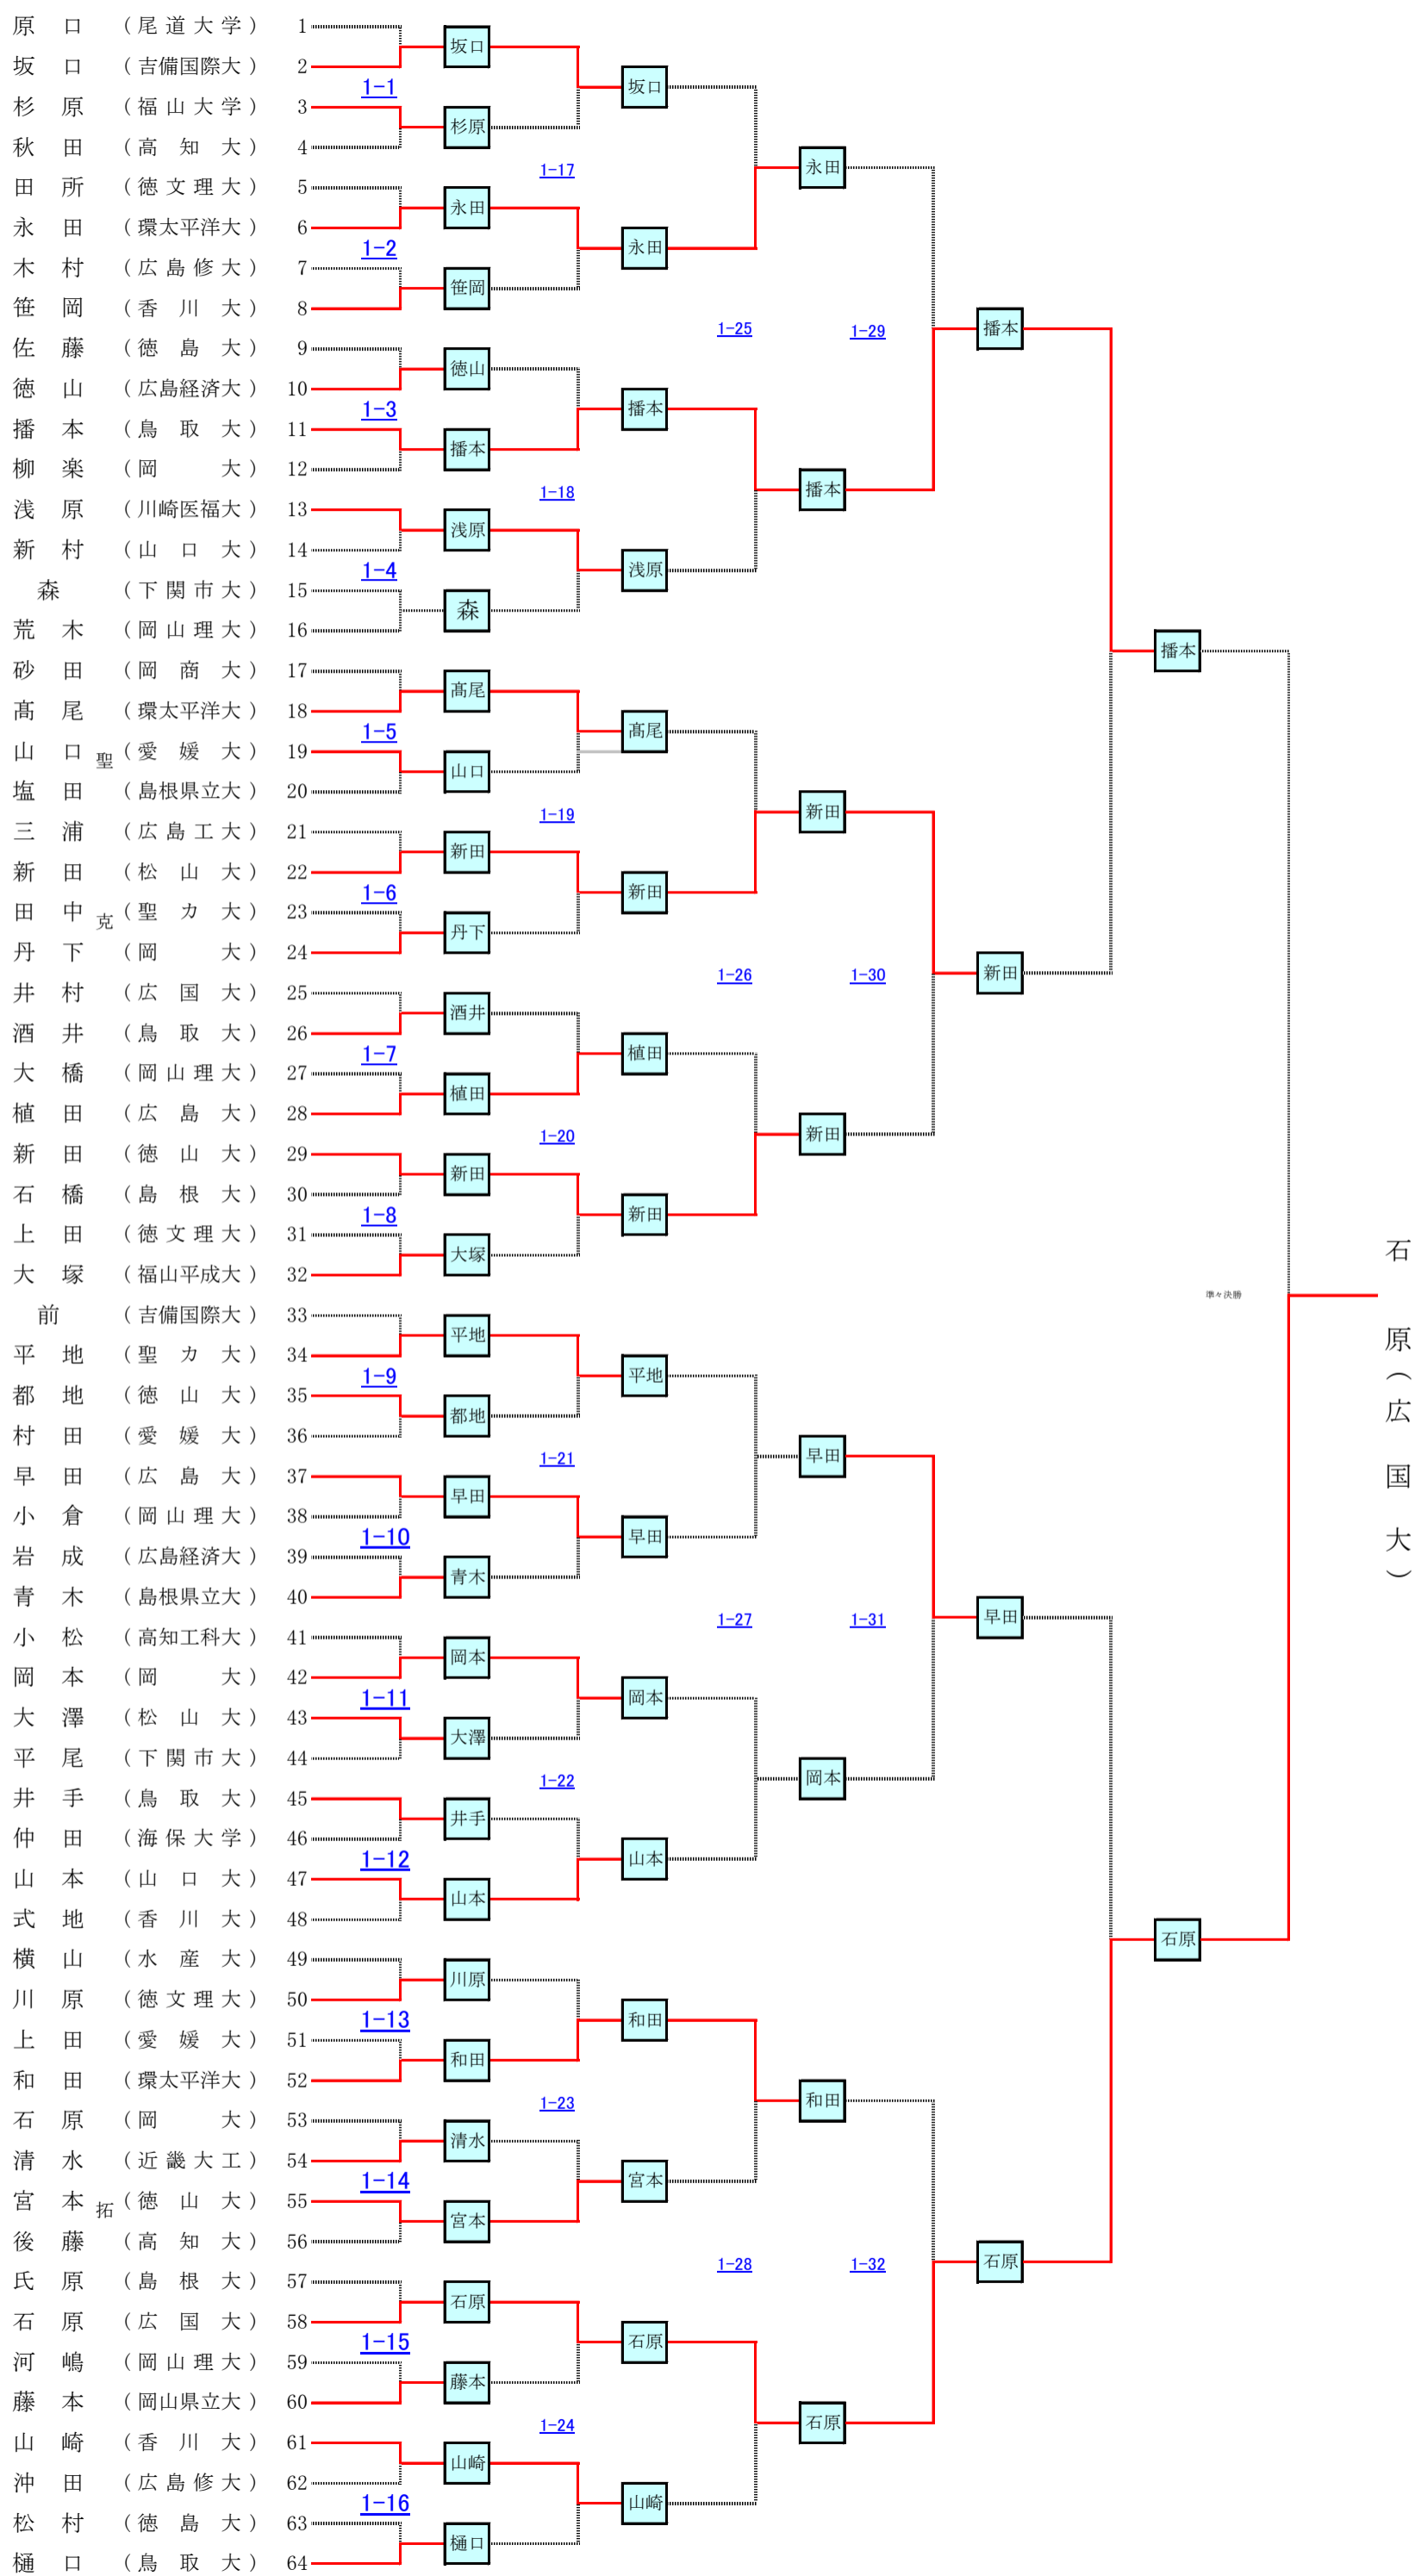 原口（尾道大学）1
坂口（吉備国際大）2
杉原（福山大学）3
秋田（高知大）4
田所（徳文理大）5
永田（環太平洋大）6
木村（広島修大）7
笹岡（香川大）8
佐藤（徳島大）9
徳山（広島経済大）10
播本（鳥取大）11
柳楽（岡大）12
浅原（川崎医福大）13
新村（山口大）14
森（下関市大）15
荒木（岡山理大）16
砂田（岡商大）17
髙尾（環太平洋大）18
山口聖（愛媛大）19
塩田（島根県立大）20
三浦（広島工大）21
新田（松山大）22
田中克（聖カ大）23
丹下（岡大）24
井村（広国大）25
酒井（鳥取大）26
大橋（岡山理大）27
植田（広島大）28
新田（徳山大）29
石橋（島根大）30
上田（徳文理大）31
大塚（福山平成大）32
前（吉備国際大）33
平地（聖カ大）34
都地（徳山大）35
村田（愛媛大）36
早田（広島大）37
小倉（岡山理大）38
岩成（広島経済大）39
青木（島根県立大）40
小松（高知工科大）41
岡本（岡大）42
大澤（松山大）43
平尾（下関市大）44
井手（鳥取大）45
仲田（海保大学）46
山本（山口大）47
式地（香川大）48
横山（水産大）49
川原（徳文理大）50
上田（愛媛大）51
和田（環太平洋大）52
石原（岡大）53
清水（近畿大工）54
宮本拓（徳山大）55
後藤（高知大）56
氏原（島根大）57
石原（広国大）58
河嶋（岡山理大）59
藤本（岡山県立大）60
山崎（香川大）61
沖田（広島修大）62
松村（徳島大）63
樋口（鳥取大）64
1-1
1-2
1-3
1-4
1-5
1-6
1-7
1-8
1-9
1-10
1-11
1-12
1-13
1-14
1-15
1-16
坂口
杉原
永田
笹岡
徳山
播本
浅原
森
髙尾
山口
新田
丹下
酒井
植田
新田
大塚
平地
都地
早田
青木
岡本
大澤
井手
山本
川原
和田
清水
宮本
石原
藤本
山崎
樋口
1-17
1-18
1-19
1-20
1-21
1-22
1-23
1-24
坂口
永田
播本
浅原
髙尾
新田
植田
新田
平地
早田
岡本
山本
和田
宮本
石原
山崎
1-25
1-26
1-27
1-28
永田
播本
新田
新田
早田
岡本
和田
石原
1-29
1-30
1-31
1-32
播本
新田
早田
石原
播本
石原
準々決勝
石原（広国大）